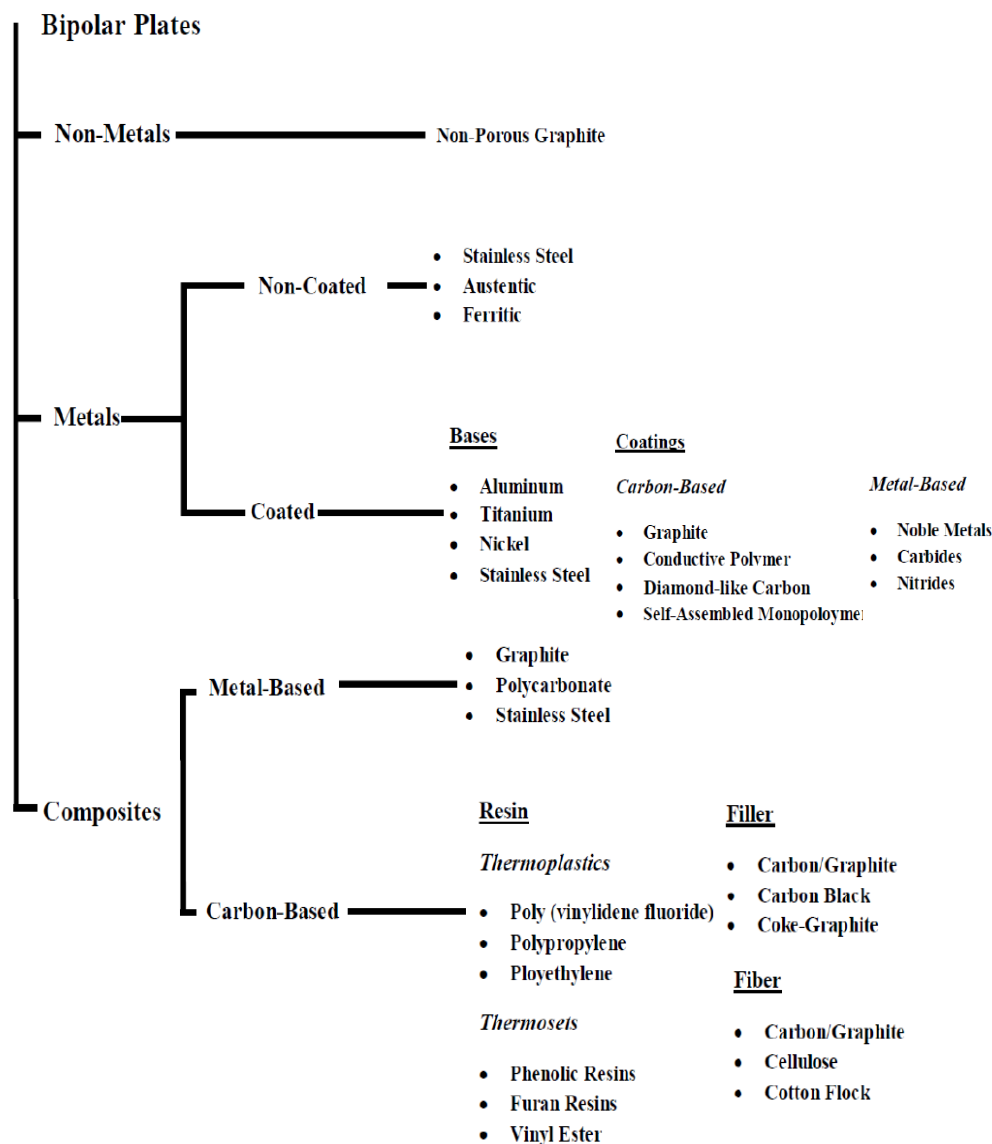 Bipolar Plates
Non-Metals
Non-Porous Graphite
Metals
Non-Coated
• Stainless Steel
• Austentic
• Ferritic
Coated
Bases
• Aluminum
• Titanium
• Nickel
• Stainless Steel
Coatings
Carbon-Based
• Graphite
• Conductive Polymer
• Diamond-like Carbon
• Self-Assembled Monopoloymer
Metal-Based
• Noble Metals
• Carbides
• Nitrides
Composites
Metal-Based
• Graphite
• Polycarbonate
• Stainless Steel
Carbon-Based
Resin
Thermoplastics
• Poly (vinylidene fluoride)
• Polypropylene
• Ployethylene
Thermosets
• Phenolic Resins
• Furan Resins
• Vinyl Ester
Filler
• Carbon/Graphite
• Carbon Black
• Coke-Graphite
Fiber
• Carbon/Graphite
• Cellulose
• Cotton Flock